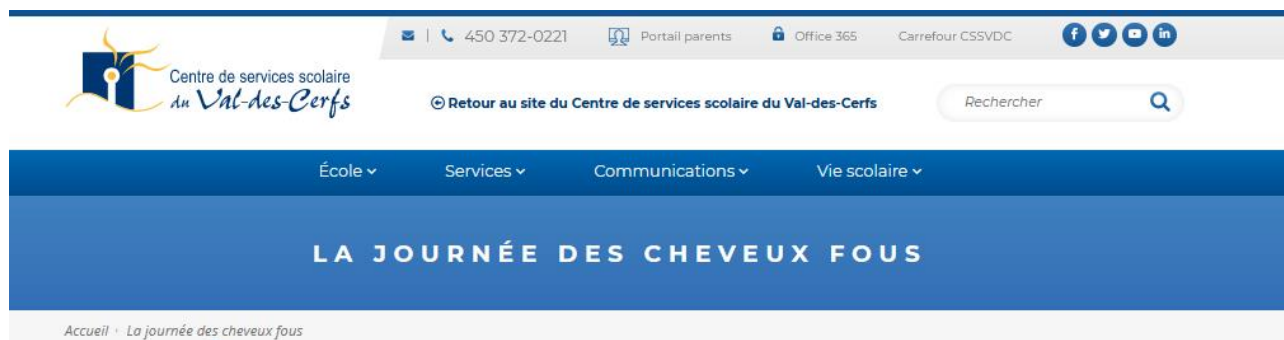 Centre de services scolaire
du Val-des-Cerfs
450 372-0221 Portail parents Office 365 Carrefour CSSVDC
Retour au site du Centre de services scolaire du Val-des-Cerfs Rechercher
École Services Communications Vie scolaire
LA JOURNÉE DES CHEVEUX FOUS
Accueil · La journée des cheveux fous